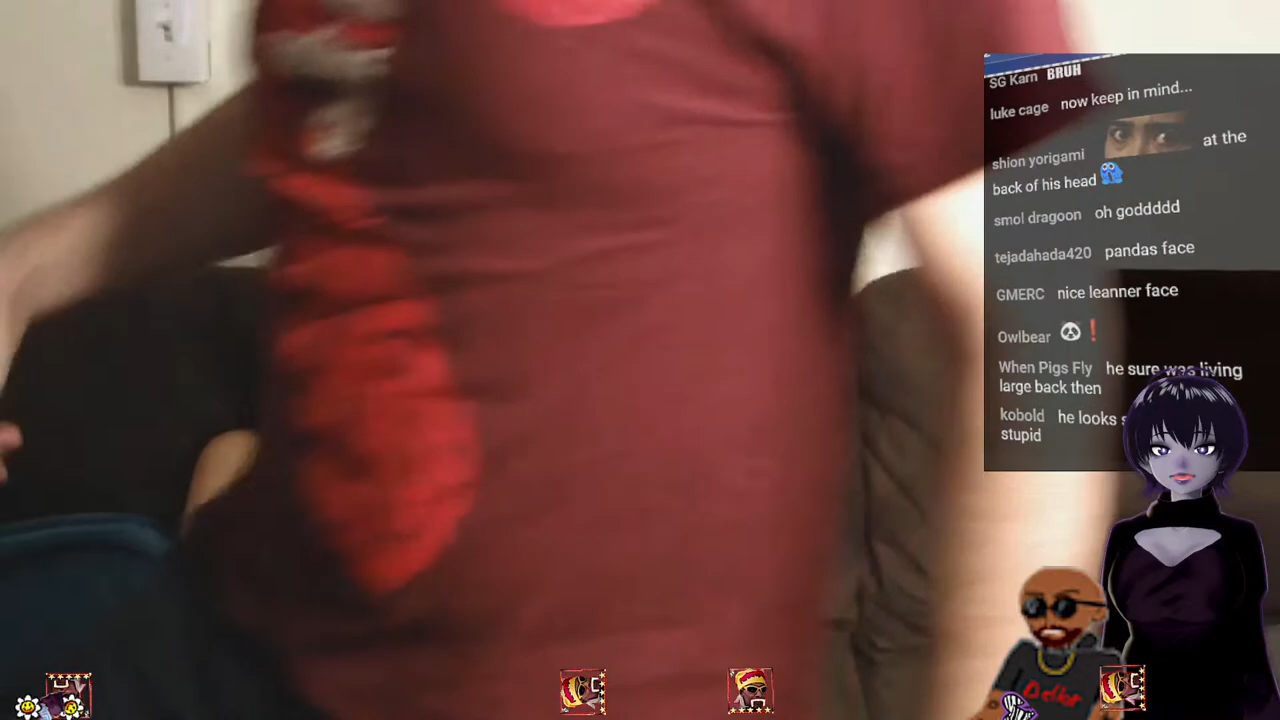 SG Karn BRUH
luke cage now keep in mind...
shion yorigami at the
back of his head
smol dragoon oh goddddd
tejadahada420 pandas face
GMERC nice leanner face
Owlbear
When Pigs Fly he sure was living
large back then
kobold he looks s
stupid